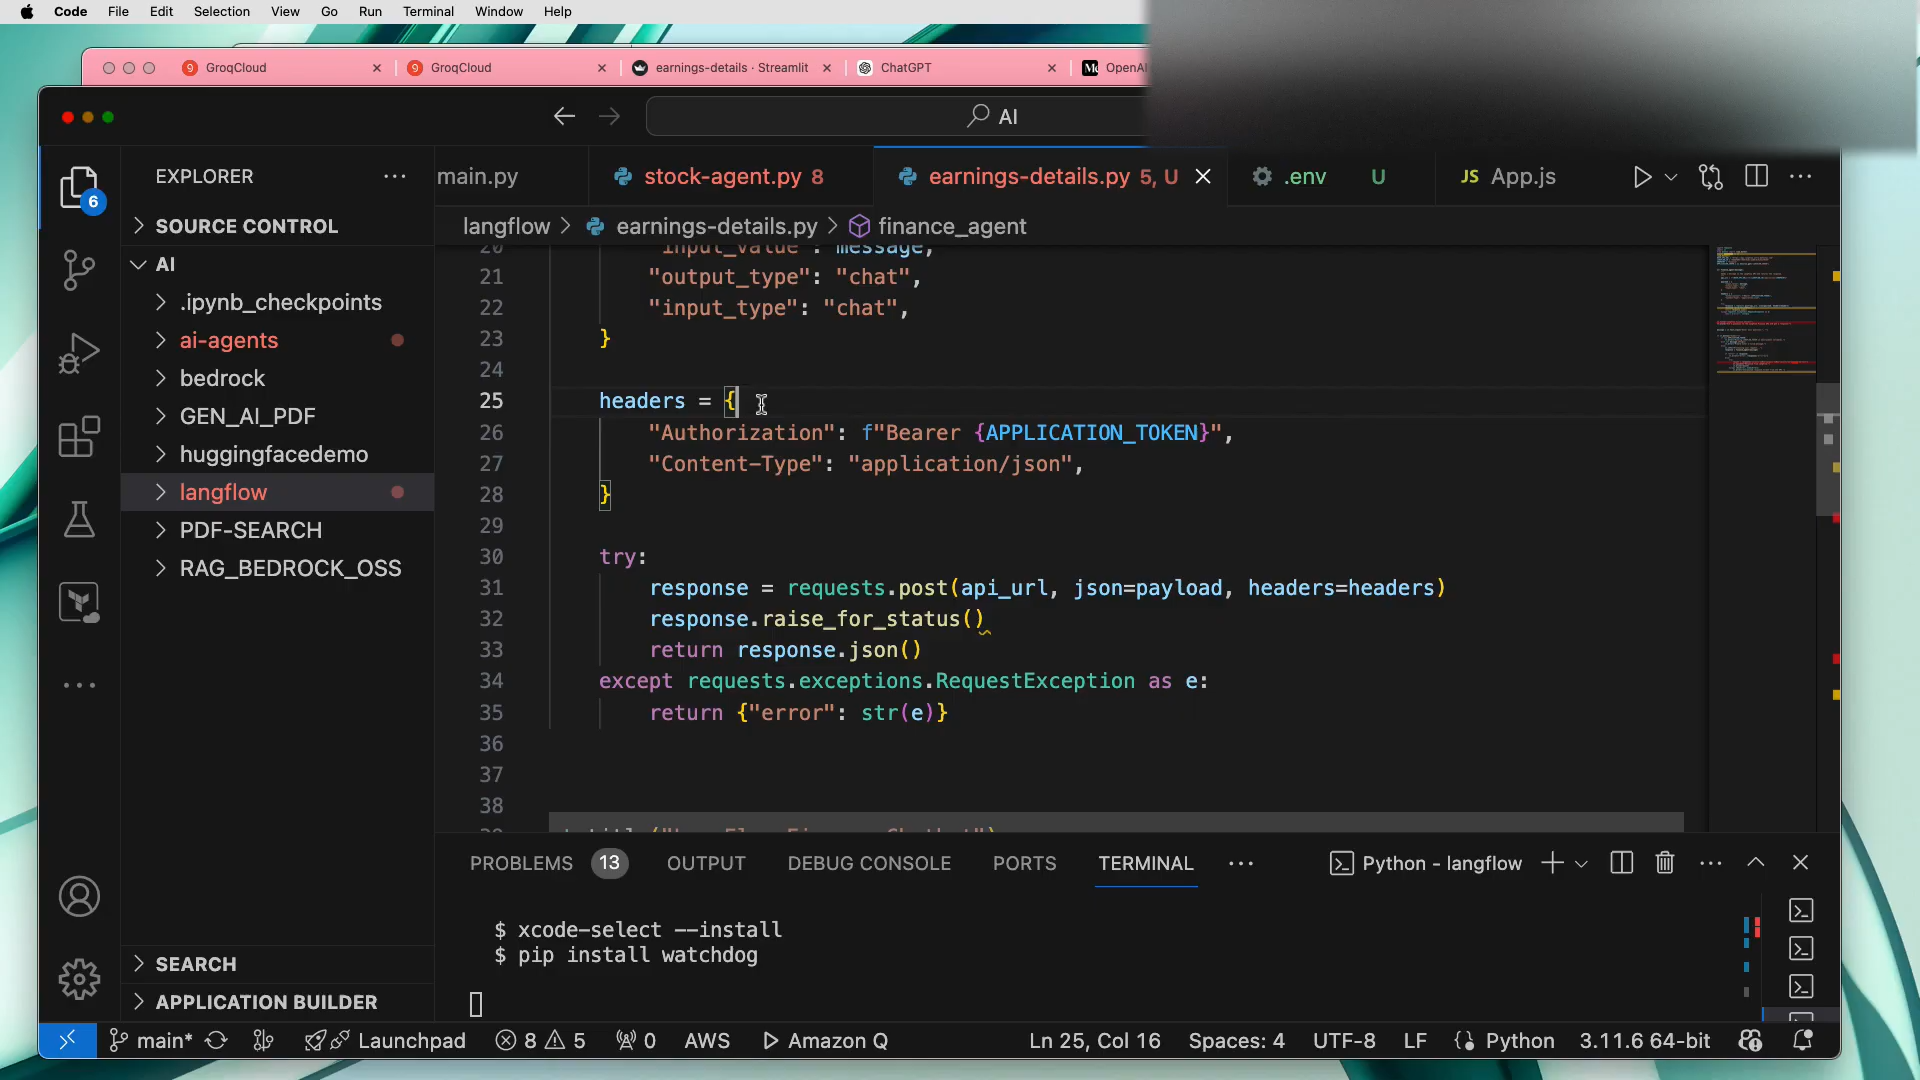 Code File Edit Selection View Go Run Terminal Window Help
GroqCloud
GroqCloud
earnings-details · Streamlit
ChatGPT
OpenAI
AI
6
EXPLORER
SOURCE CONTROL
AI
.ipynb_checkpoints
ai-agents
bedrock
GEN_AI_PDF
huggingfacedemo
langflow
PDF-SEARCH
RAG_BEDROCK_OSS
SEARCH
APPLICATION BUILDER
main.py
stock-agent.py 8
earnings-details.py 5, U
.env U
JS App.js
langflow > earnings-details.py > finance_agent
20 "input_value": message,
21 "output_type": "chat",
22 "input_type": "chat",
23 }
24
25 headers = {
26 "Authorization": f"Bearer {APPLICATION_TOKEN}",
27 "Content-Type": "application/json",
28 }
29
30 try:
31 response = requests.post(api_url, json=payload, headers=headers)
32 response.raise_for_status()
33 return response.json()
34 except requests.exceptions.RequestException as e:
35 return {"error": str(e)}
36
37
38
PROBLEMS 13 OUTPUT DEBUG CONSOLE PORTS TERMINAL
Python - langflow
$ xcode-select --install
$ pip install watchdog
main* Launchpad 8 5 0 AWS Amazon Q
Ln 25, Col 16 Spaces: 4 UTF-8 LF Python 3.11.6 64-bit